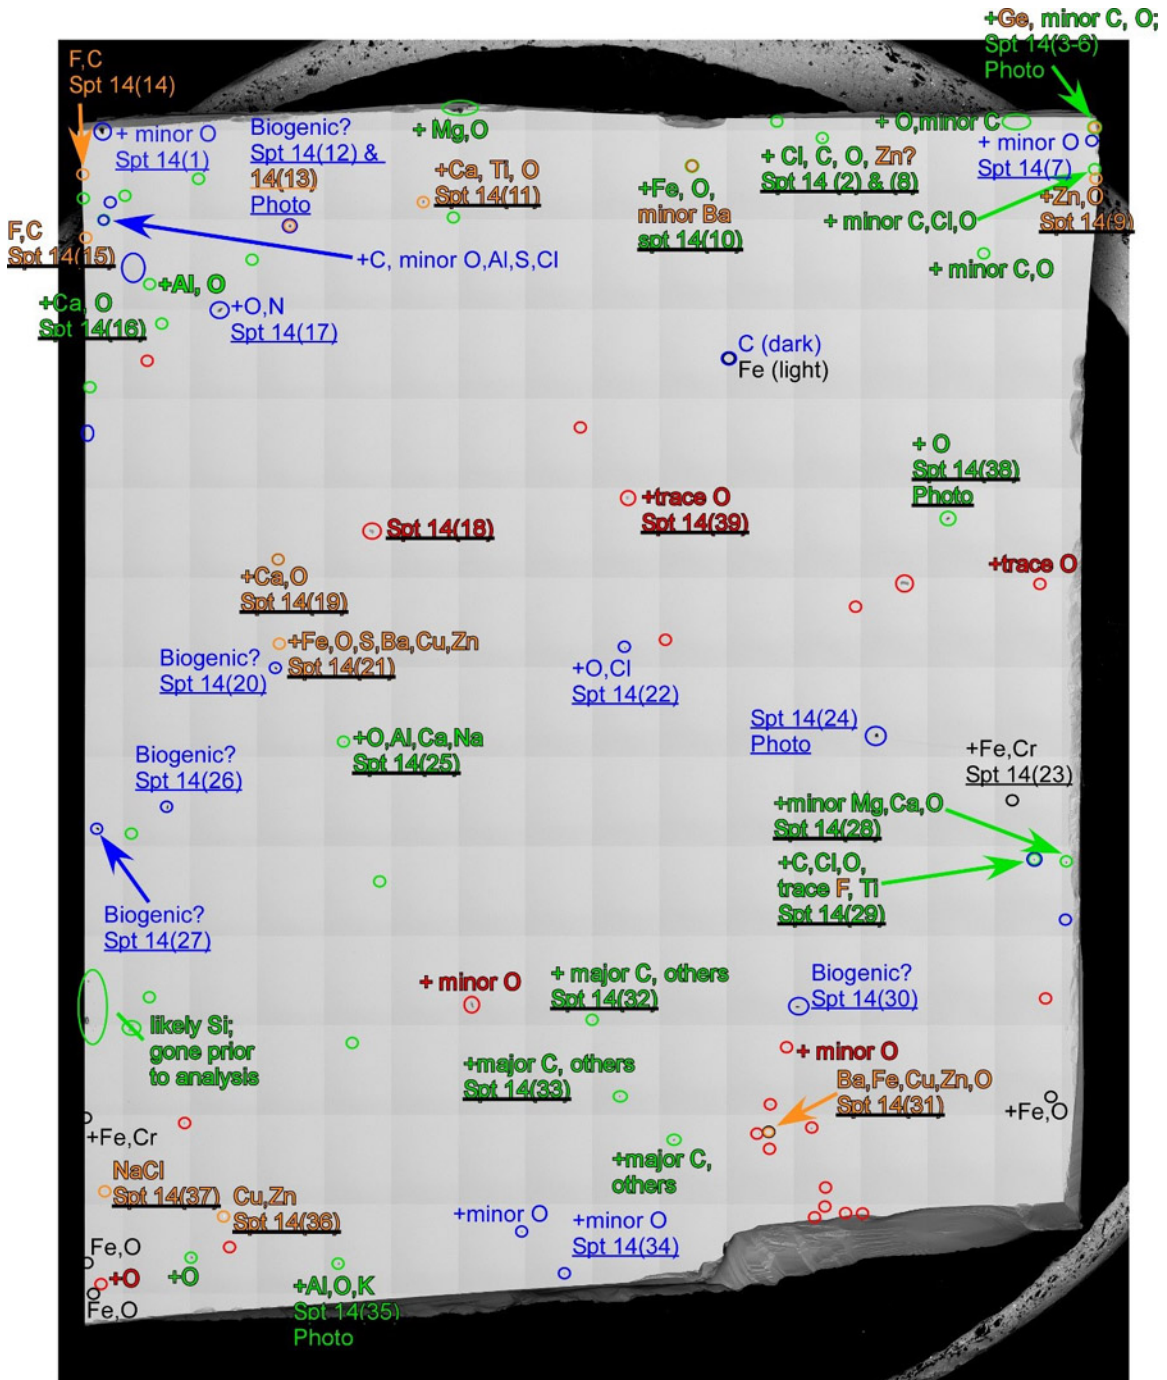 +Ge, minor C, O;
Spt 14(3-6)
Photo
F,C
Spt 14(14)
+ minor O
Spt 14(1)
Biogenic?
Spt 14(12) &
14(13)
Photo
+ Mg,O
+Ca, Ti, O
Spt 14(11)
+Fe, O,
minor Ba
spt 14(10)
+ O,minor C
+ Cl, C, O, Zn?
Spt 14 (2) & (8)
+ minor O
Spt 14(7)
+ minor C,Cl,O
+Zn,O
Spt 14(9)
F,C
Spt 14(15)
+C, minor O,Al,S,Cl
+ minor C,O
+Al, O
+Ca, O
Spt 14(16)
+O,N
Spt 14(17)
C (dark)
Fe (light)
+ O
Spt 14(38)
Photo
+trace O
Spt 14(39)
Spt 14(18)
+trace O
+Ca,O
Spt 14(19)
+Fe,O,S,Ba,Cu,Zn
Spt 14(21)
Biogenic?
Spt 14(20)
+O,Cl
Spt 14(22)
Spt 14(24)
Photo
+O,Al,Ca,Na
Spt 14(25)
Biogenic?
Spt 14(26)
+Fe,Cr
Spt 14(23)
+minor Mg,Ca,O
Spt 14(28)
+C,Cl,O,
trace F, Ti
Spt 14(29)
Biogenic?
Spt 14(27)
+ minor O
+ major C, others
Spt 14(32)
Biogenic?
Spt 14(30)
likely Si;
gone prior
to analysis
+ minor O
+major C, others
Spt 14(33)
Ba,Fe,Cu,Zn,O
Spt 14(31)
+Fe,O
+Fe,Cr
+major C,
others
NaCl
Spt 14(37)
Cu,Zn
Spt 14(36)
+minor O
+minor O
Spt 14(34)
Fe,O
+O
+O
+Al,O,K
Spt 14(35)
Photo
Fe,O